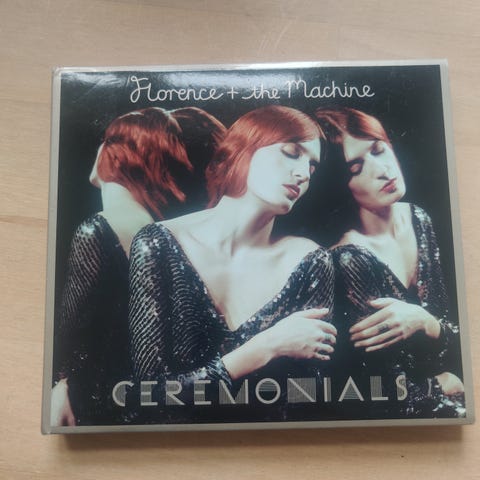 Florence + the Machine
CEREMONIALS